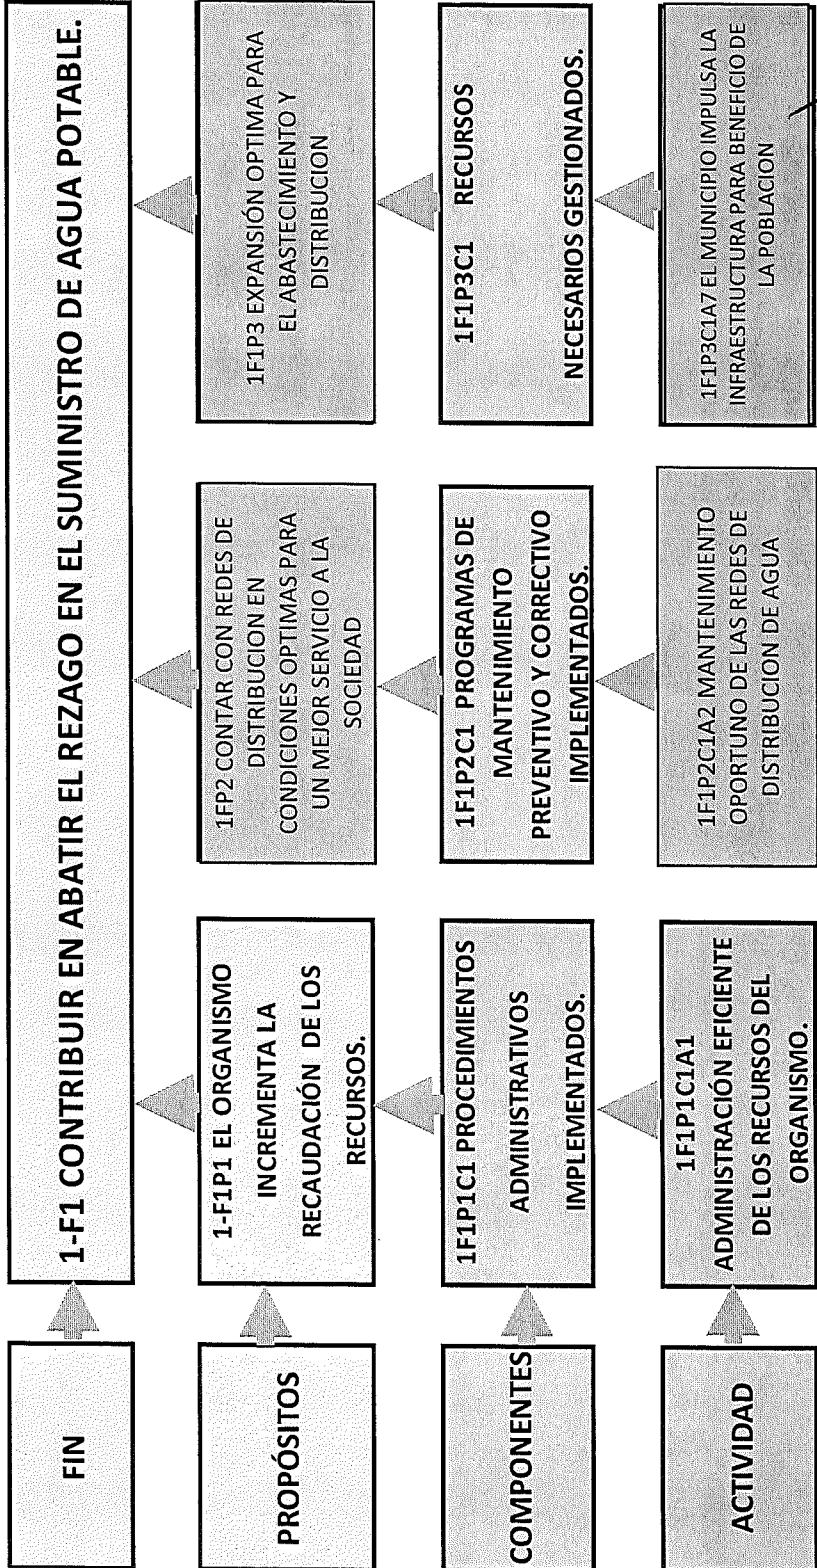 FIN
1-F1 CONTRIBUIR EN ABATIR EL REZAGO EN EL SUMINISTRO DE AGUA POTABLE.
PROPÓSITOS
1-F1P1 EL ORGANISMO
INCREMENTA LA
RECAUDACIÓN DE LOS
RECURSOS.
1FP2 CONTAR CON REDES DE
DISTRIBUCION EN
CONDICIONES OPTIMAS PARA
UN MEJOR SERVICIO A LA
SOCIEDAD
1F1P3 EXPANSIÓN OPTIMA PARA
EL ABASTECIMIENTO Y
DISTRIBUCION
COMPONENTES
1F1P1C1 PROCEDIMIENTOS
ADMINISTRATIVOS
IMPLEMENTADOS.
1F1P2C1 PROGRAMAS DE
MANTENIMIENTO
PREVENTIVO Y CORRECTIVO
IMPLEMENTADOS.
1F1P3C1 RECURSOS
NECESARIOS GESTIONADOS.
ACTIVIDAD
1F1P1C1A1
ADMINISTRACIÓN EFICIENTE
DE LOS RECURSOS DEL
ORGANISMO.
1F1P2C1A2 MANTENIMIENTO
OPORTUNO DE LAS REDES DE
DISTRIBUCION DE AGUA
1F1P3C1A7 EL MUNICIPIO IMPULSA LA
INFRAESTRUCTURA PARA BENEFICIO DE
LA POBLACION